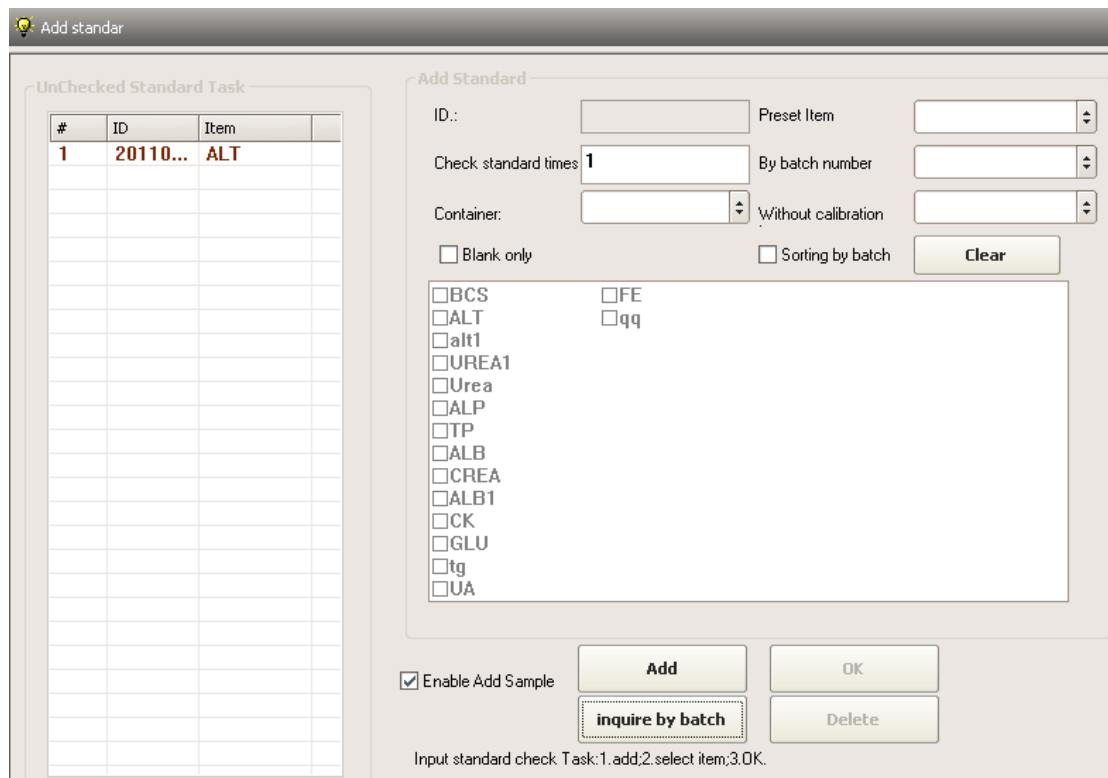 Add standar
UnChecked Standard Task
# ID Item
1 20110... ALT
Add Standard
ID.:
Preset Item
Check standard times 1
By batch number
Container:
Without calibration
Blank only
Sorting by batch
Clear
BCS FE
ALT qq
alt1
UREA1
Urea
ALP
TP
ALB
CREA
ALB1
CK
GLU
tg
UA
Enable Add Sample
Add
OK
inquire by batch
Delete
Input standard check Task:1.add;2.select item;3.OK.